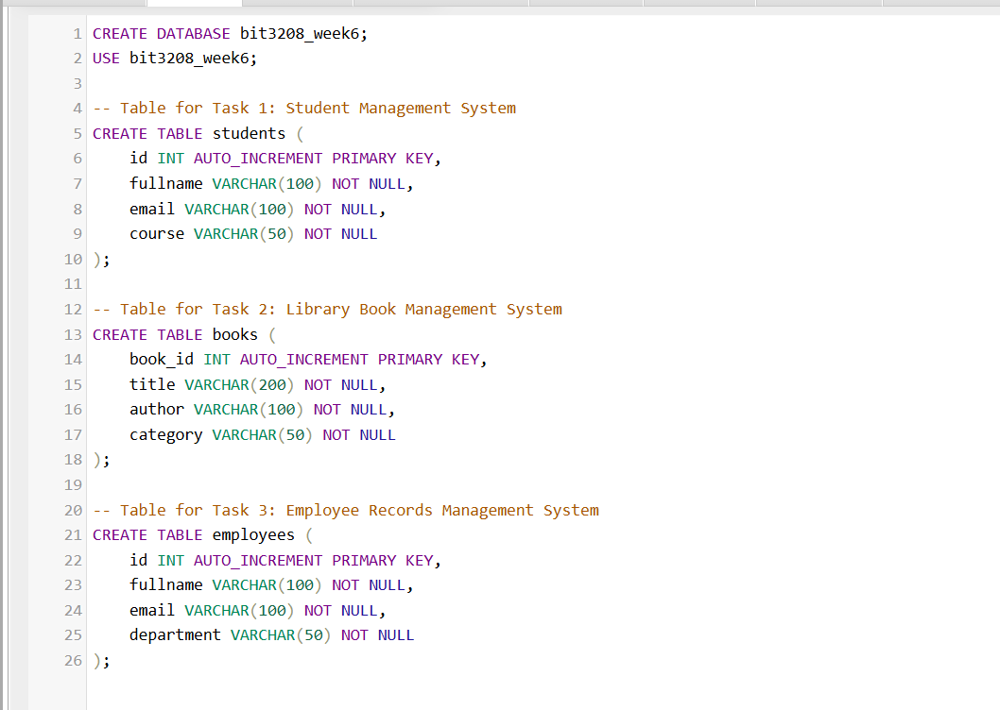 1 CREATE DATABASE bit3208_week6;
2 USE bit3208_week6;
3
4 -- Table for Task 1: Student Management System
5 CREATE TABLE students (
6     id INT AUTO_INCREMENT PRIMARY KEY,
7     fullname VARCHAR(100) NOT NULL,
8     email VARCHAR(100) NOT NULL,
9     course VARCHAR(50) NOT NULL
10 );
11
12 -- Table for Task 2: Library Book Management System
13 CREATE TABLE books (
14     book_id INT AUTO_INCREMENT PRIMARY KEY,
15     title VARCHAR(200) NOT NULL,
16     author VARCHAR(100) NOT NULL,
17     category VARCHAR(50) NOT NULL
18 );
19
20 -- Table for Task 3: Employee Records Management System
21 CREATE TABLE employees (
22     id INT AUTO_INCREMENT PRIMARY KEY,
23     fullname VARCHAR(100) NOT NULL,
24     email VARCHAR(100) NOT NULL,
25     department VARCHAR(50) NOT NULL
26 );